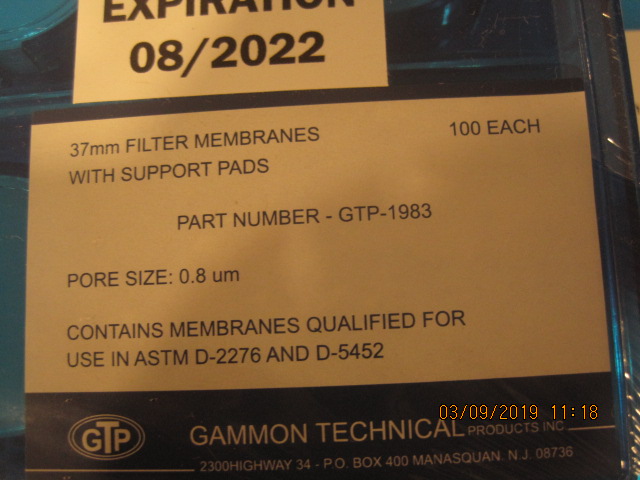 EXPIRATION
08/2022
37mm FILTER MEMBRANES 100 EACH
WITH SUPPORT PADS
PART NUMBER - GTP-1983
PORE SIZE: 0.8 um
CONTAINS MEMBRANES QUALIFIED FOR
USE IN ASTM D-2276 AND D-5452
03/09/2019 11:18
GTP GAMMON TECHNICAL PRODUCTS INC
2300HIGHWAY 34 - P.O. BOX 400 MANASQUAN. N.J. 08736